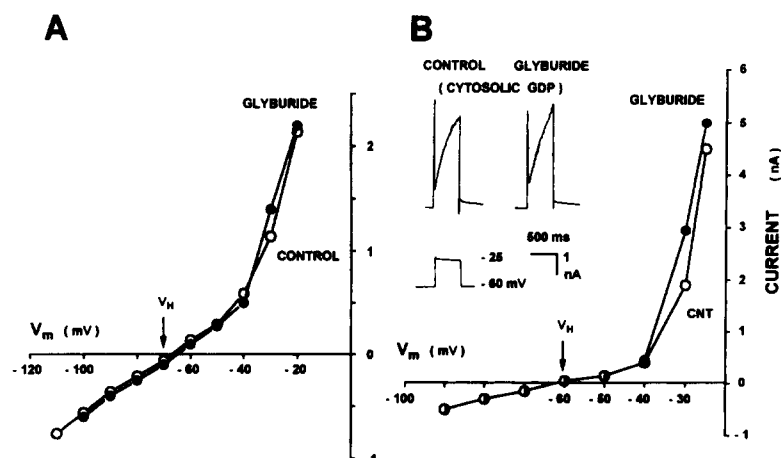 A
GLYBURIDE
CONTROL
V_H
V_m (mV)
- 120
- 80
- 60
- 40
- 20
2
1
0
B
CONTROL GLYBURIDE
( CYTOSOLIC GDP )
500 ms
- 25
- 60 mV
1
nA
GLYBURIDE
CNT
V_H
V_m (mV)
- 100
- 60
- 50
- 40
- 30
6
5
4
3
2
1
0
- 1
CURRENT (nA)